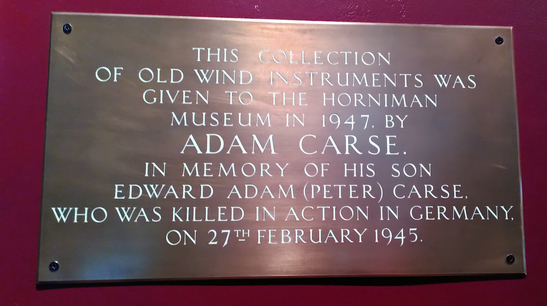 THIS COLLECTION
OF OLD WIND INSTRUMENTS WAS
GIVEN TO THE HORNIMAN
MUSEUM IN 1947. BY
ADAM CARSE.
IN MEMORY OF HIS SON
EDWARD ADAM (PETER) CARSE,
WHO WAS KILLED IN ACTION IN GERMANY,
ON 27TH FEBRUARY 1945.